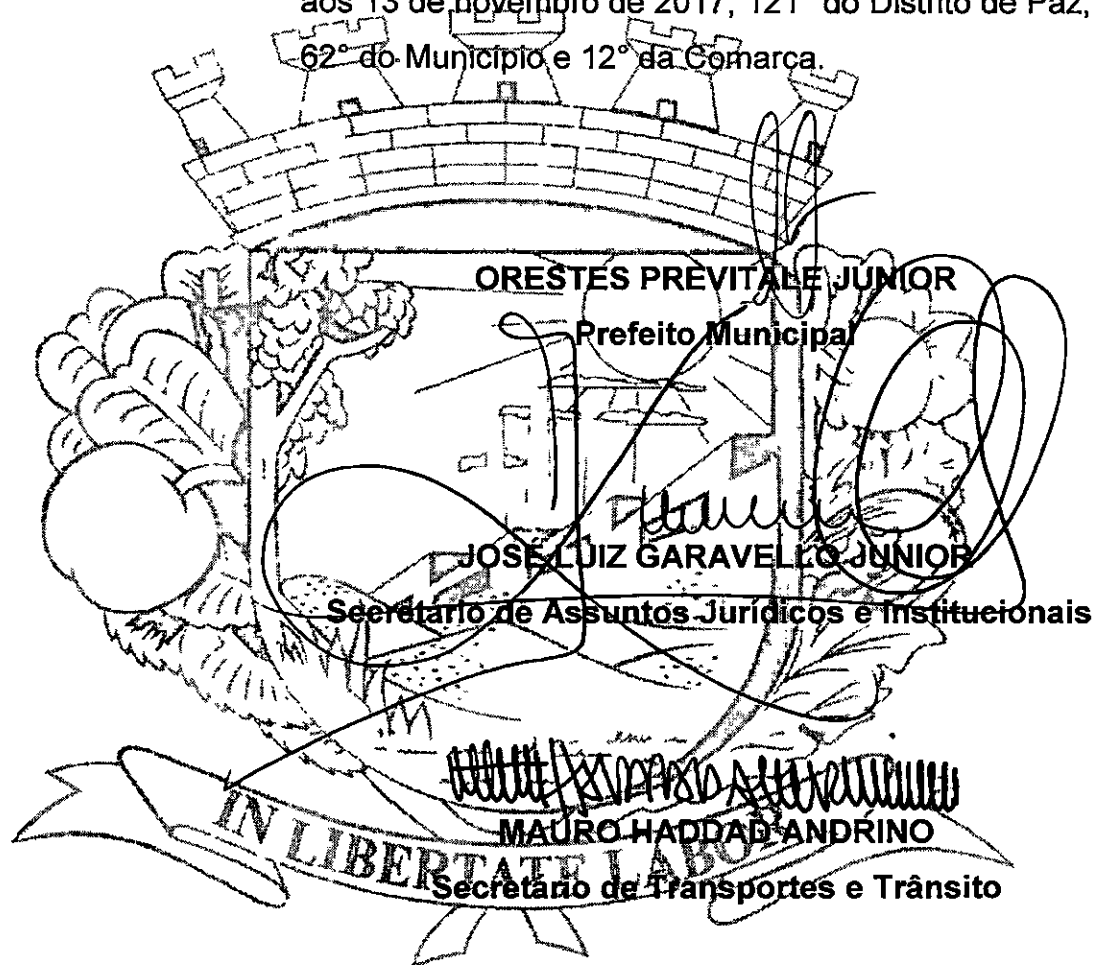 aos 13 de novembro de 2017, 121° do Distrito de Paz,
62° do Município e 12° da Comarca.
ORESTES PREVITALE JUNIOR
Prefeito Municipal
JOSÉ LUIZ GARAVELLO JUNIOR
Secretário de Assuntos Jurídicos e Institucionais
MAURO HADDAD ANDRINO
Secretário de Transportes e Trânsito
IN LIBERTATE LABOR